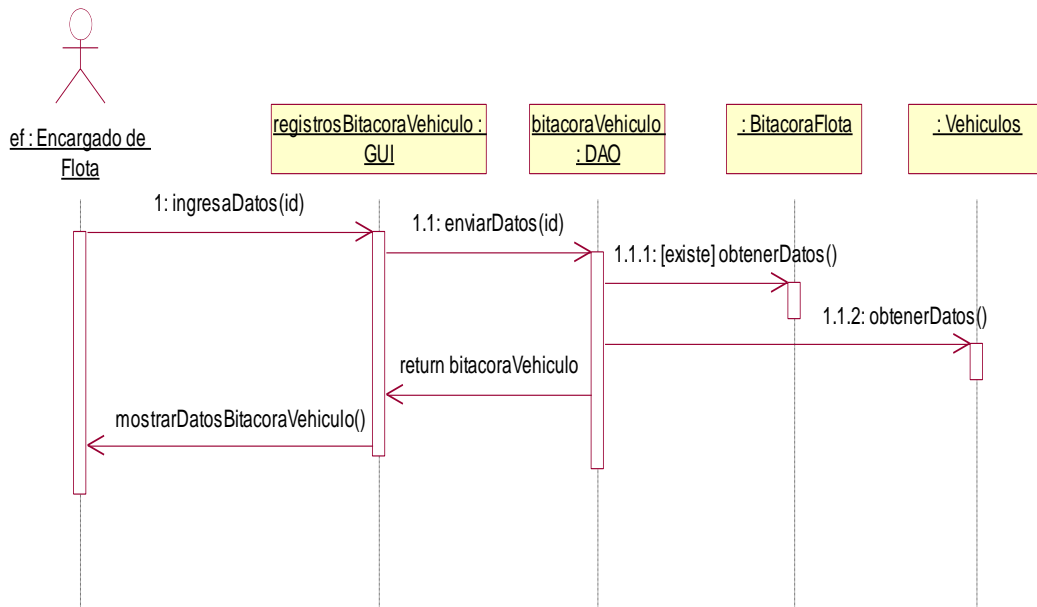 ef : Encargado de
Flota
registrosBitacoraVehiculo :
GUI
bitacoraVehiculo
: DAO
: BitacoraFlota
: Vehiculos
1: ingresaDatos(id)
1.1: enviarDatos(id)
1.1.1: [existe] obtenerDatos()
1.1.2: obtenerDatos()
return bitacoraVehiculo
mostrarDatosBitacoraVehiculo()